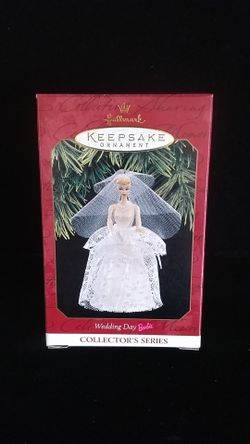 Hallmark
KEEPSAKE
ORNAMENT
Wedding Day Barbie
COLLECTOR'S SERIES